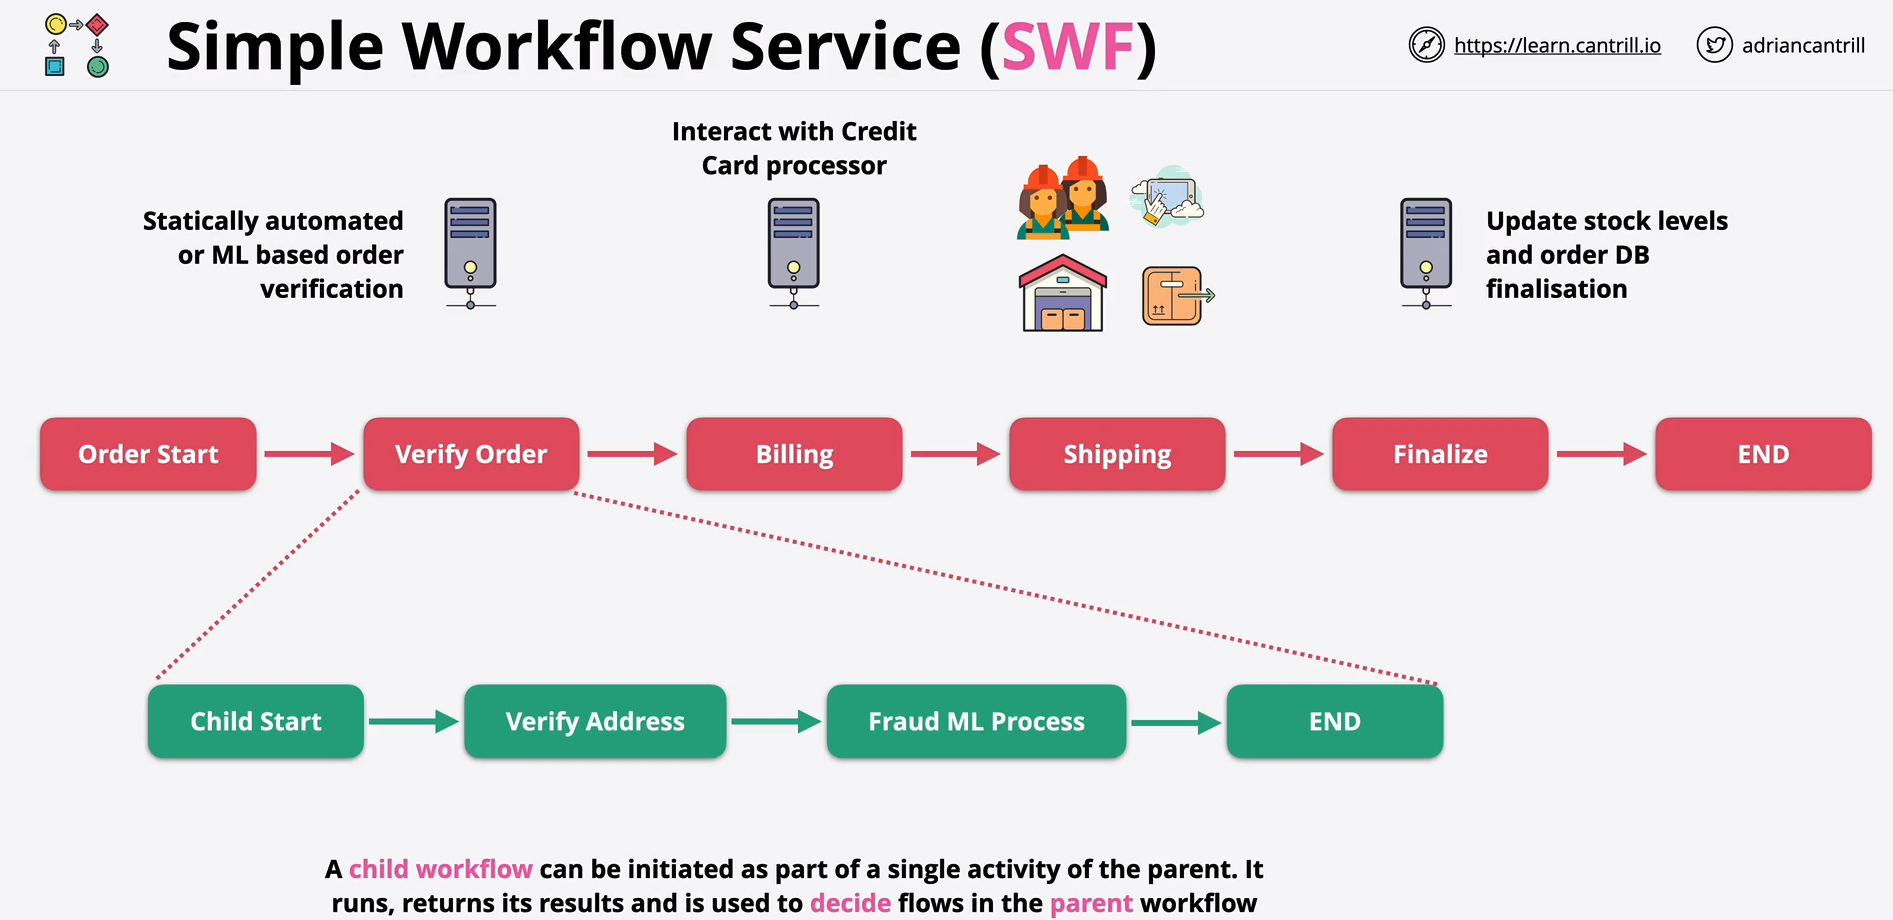 Simple Workflow Service (SWF)
https://learn.cantrill.io
adriancantrill
Statically automated
or ML based order
verification
Interact with Credit
Card processor
Update stock levels
and order DB
finalisation
Order Start
Verify Order
Billing
Shipping
Finalize
END
Child Start
Verify Address
Fraud ML Process
END
A child workflow can be initiated as part of a single activity of the parent. It
runs, returns its results and is used to decide flows in the parent workflow